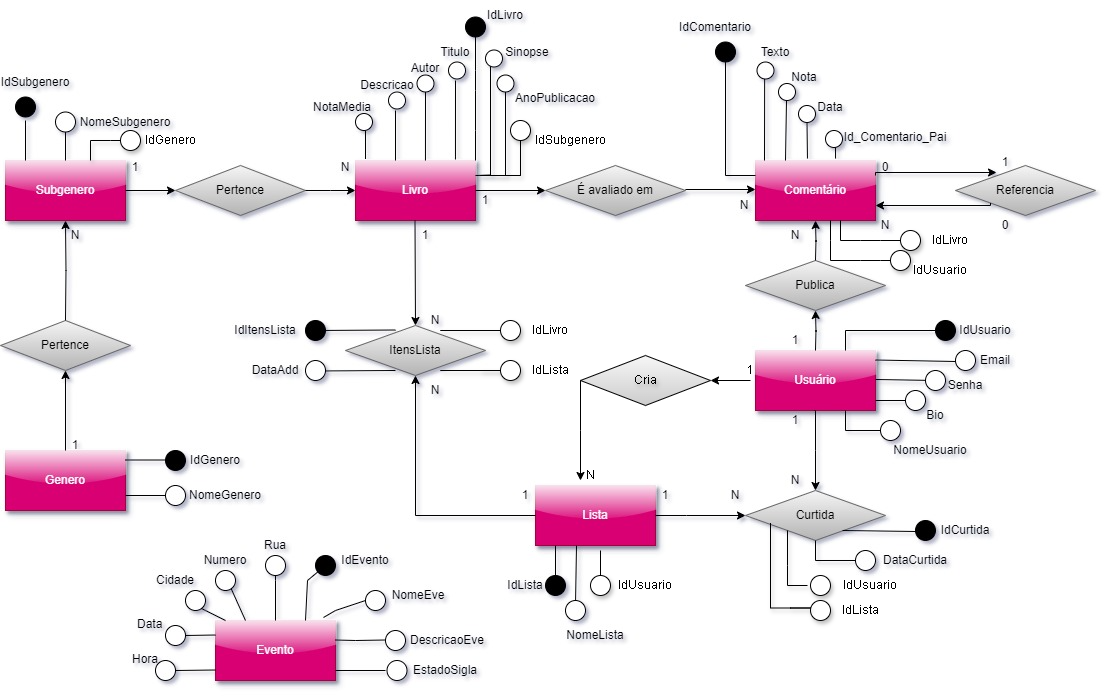 IdLivro
IdComentario
Titulo
Sinopse
Texto
Autor
IdSubgenero
Nota
Descricao
AnoPublicacao
NotaMedia
Data
NomeSubgenero
IdGenero
IdSubgenero
Id_Comentario_Pai
1
N
0
1
Subgenero
Pertence
Livro
É avaliado em
Comentário
Referencia
1
N
N
0
N
1
N
IdLivro
IdUsuario
Publica
N
IdItensLista
IdLivro
IdUsuario
1
Pertence
ItensLista
Email
DataAdd
IdLista
1
Cria
Usuário
Senha
N
Bio
1
NomeUsuario
1
IdGenero
N
N
Genero
NomeGenero
1
1
N
Lista
Curtida
IdCurtida
Rua
Numero
IdEvento
DataCurtida
Cidade
IdLista
IdUsuario
IdUsuario
NomeEve
IdLista
Data
NomeLista
DescricaoEve
Evento
Hora
EstadoSigla